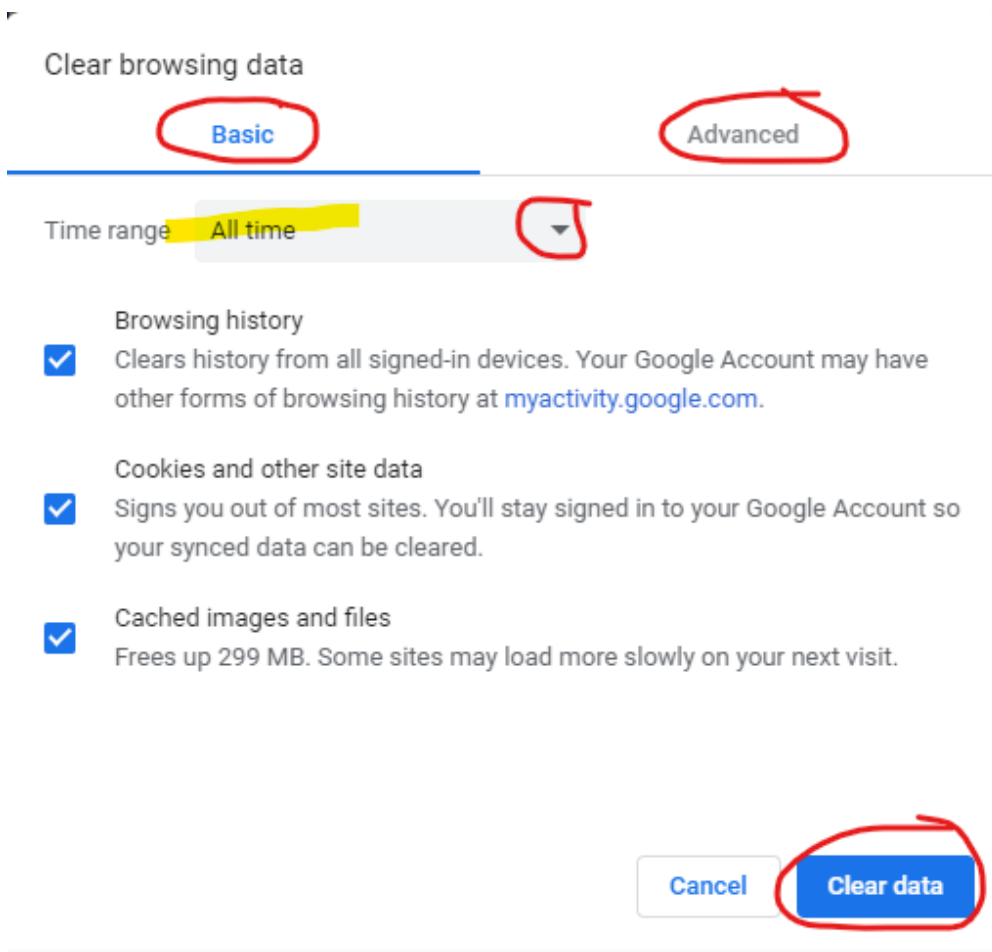 Clear browsing data
Basic Advanced
Time range All time
Browsing history
Clears history from all signed-in devices. Your Google Account may have
other forms of browsing history at myactivity.google.com.
Cookies and other site data
Signs you out of most sites. You'll stay signed in to your Google Account so
your synced data can be cleared.
Cached images and files
Frees up 299 MB. Some sites may load more slowly on your next visit.
Cancel Clear data